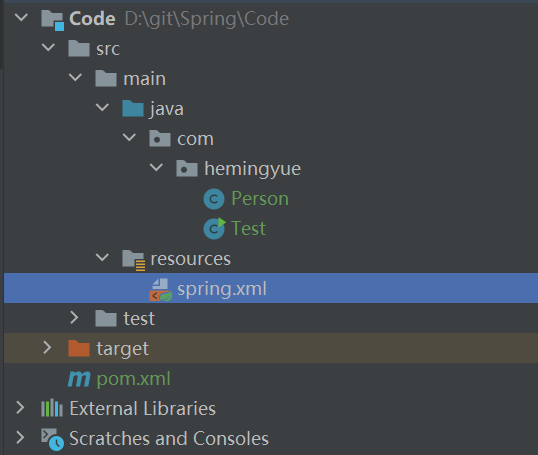 Code D:\git\Spring\Code
src
main
java
com
hemingyue
Person
Test
resources
spring.xml
test
target
pom.xml
External Libraries
Scratches and Consoles